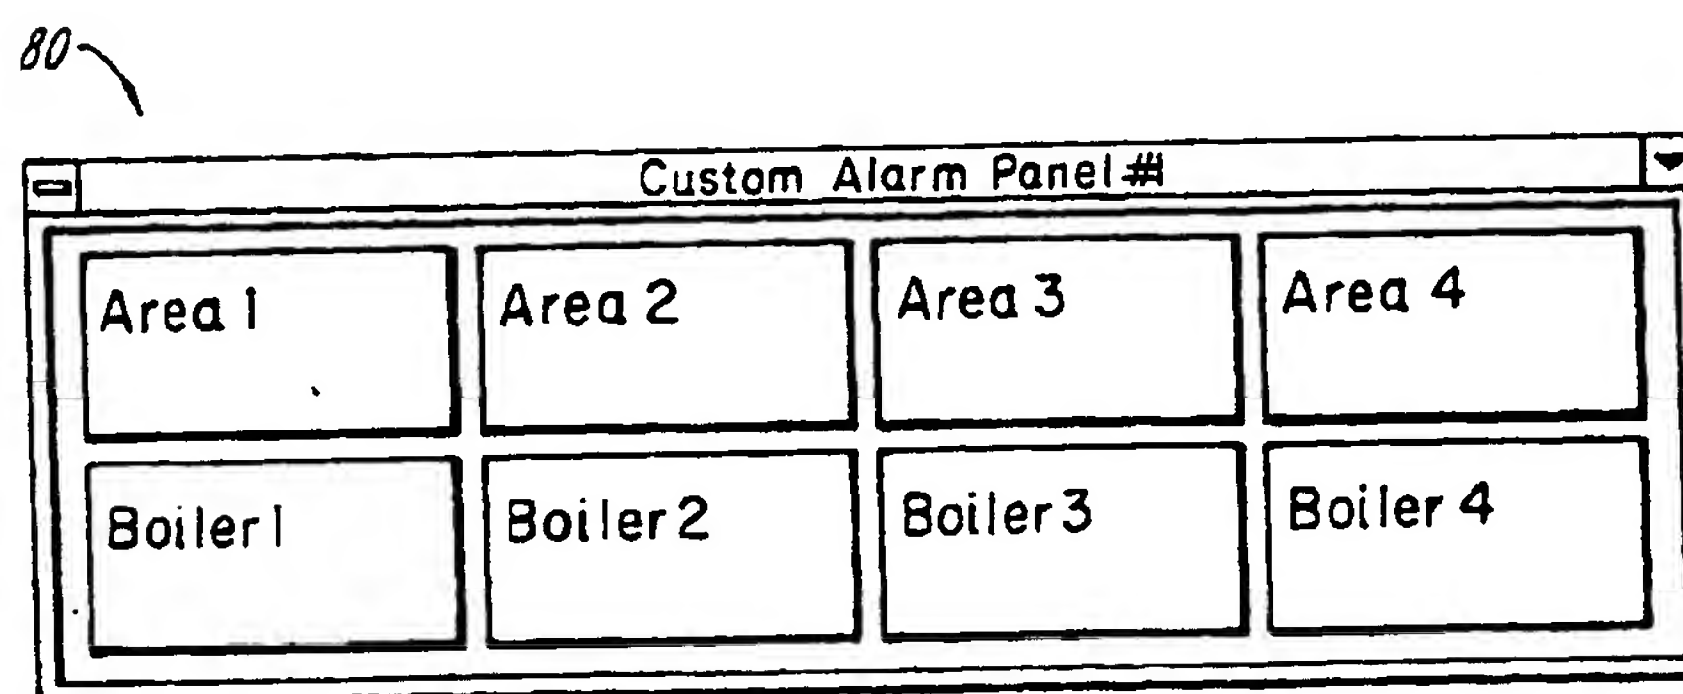 80
Custom Alarm Panel #1
Area 1 Area 2 Area 3 Area 4
Boiler 1 Boiler 2 Boiler 3 Boiler 4